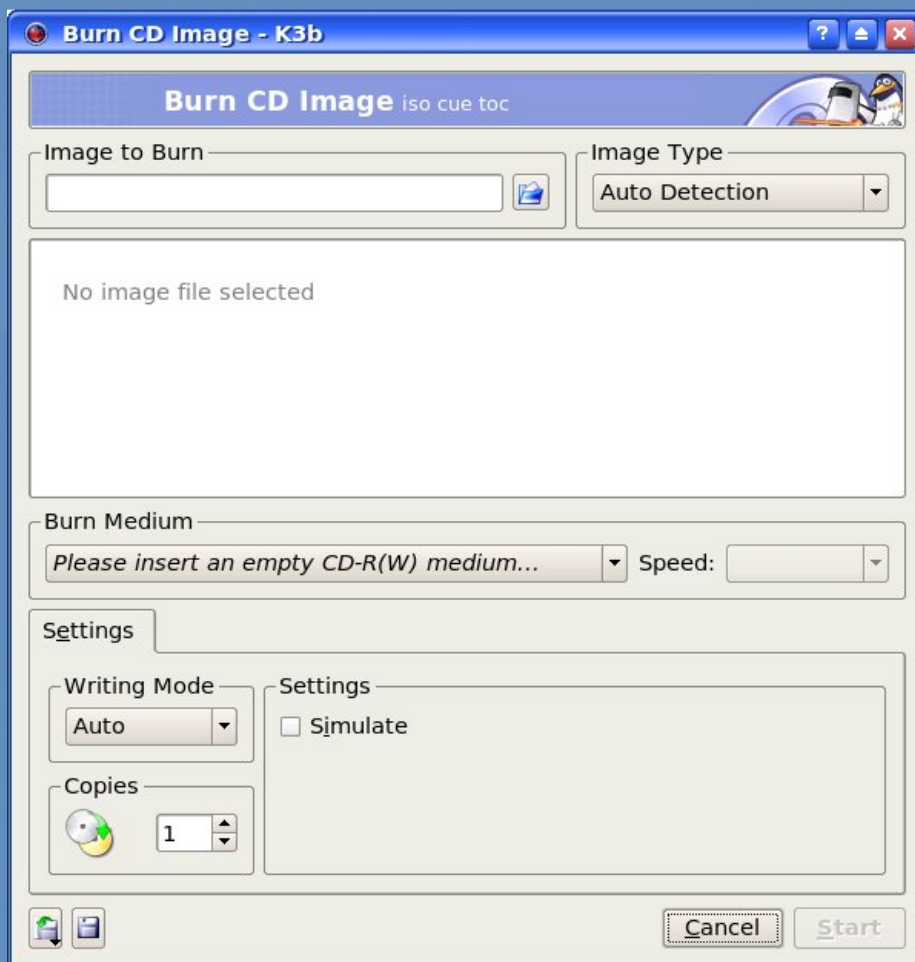 Burn CD Image - K3b
Burn CD Image iso cue toc
Image to Burn
Image Type
Auto Detection
No image file selected
Burn Medium
Please insert an empty CD-R(W) medium...
Speed:
Settings
Writing Mode
Settings
Auto
Simulate
Copies
1
Cancel
Start